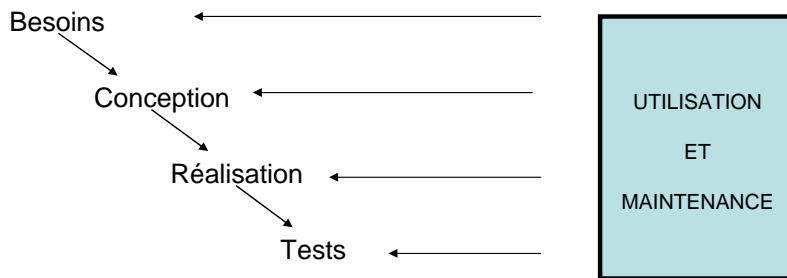 Besoins
Conception
Réalisation
Tests
UTILISATION
ET
MAINTENANCE